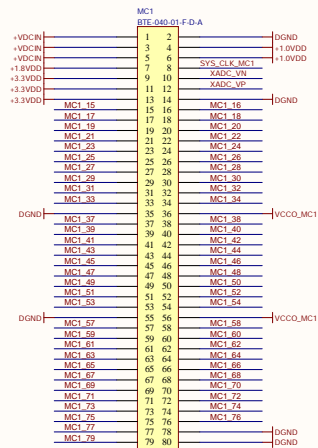 MC1
BTE-040-01-F-D-A
+VDCIN 1 2 DGND
+VDCIN 3 4 +1.0VDD
+VDCIN 5 6 +1.0VDD
+1.8VDD 7 8 SYS_CLK_MC1
+3.3VDD 9 10 XADC_VN
+3.3VDD 11 12 XADC_VP
+3.3VDD 13 14 DGND
MC1_15 15 16 MC1_16
MC1_17 17 18 MC1_18
MC1_19 19 20 MC1_20
MC1_21 21 22 MC1_22
MC1_23 23 24 MC1_24
MC1_25 25 26 MC1_26
MC1_27 27 28 MC1_28
MC1_29 29 30 MC1_30
MC1_31 31 32 MC1_32
MC1_33 33 34 MC1_34
DGND 35 36 VCCO_MC1
MC1_37 37 38 MC1_38
MC1_39 39 40 MC1_40
MC1_41 41 42 MC1_42
MC1_43 43 44 MC1_44
MC1_45 45 46 MC1_46
MC1_47 47 48 MC1_48
MC1_49 49 50 MC1_50
MC1_51 51 52 MC1_52
MC1_53 53 54 MC1_54
DGND 55 56 VCCO_MC1
MC1_57 57 58 MC1_58
MC1_59 59 60 MC1_60
MC1_61 61 62 MC1_62
MC1_63 63 64 MC1_64
MC1_65 65 66 MC1_66
MC1_67 67 68 MC1_68
MC1_69 69 70 MC1_70
MC1_71 71 72 MC1_72
MC1_73 73 74 MC1_74
MC1_75 75 76 MC1_76
MC1_77 77 78 DGND
MC1_79 79 80 DGND